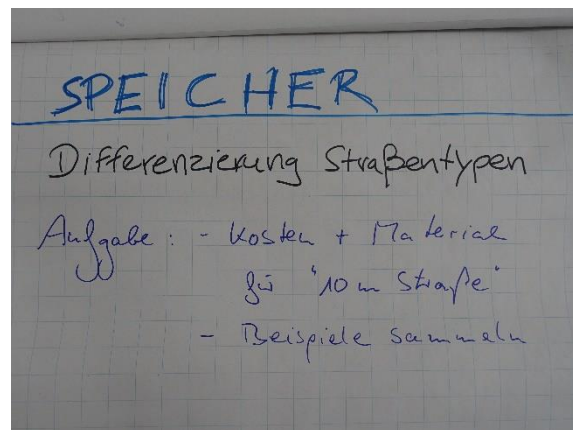 SPEICHER
Differenzierung Straßentypen
Aufgabe: - Kosten + Material
für "10 m Straße"
- Beispiele sammeln